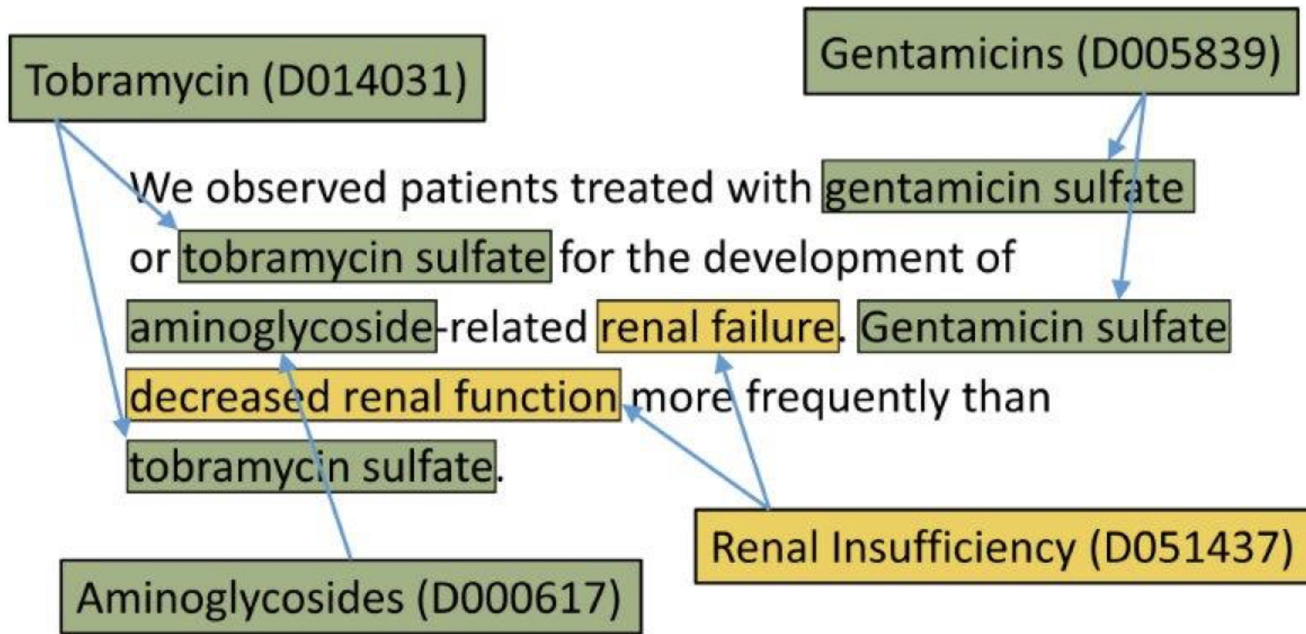 Gentamicins (D005839)
Tobramycin (D014031)
We observed patients treated with gentamicin sulfate
or tobramycin sulfate for the development of
aminoglycoside-related renal failure. Gentamicin sulfate
decreased renal function more frequently than
tobramycin sulfate.
Renal Insufficiency (D051437)
Aminoglycosides (D000617)